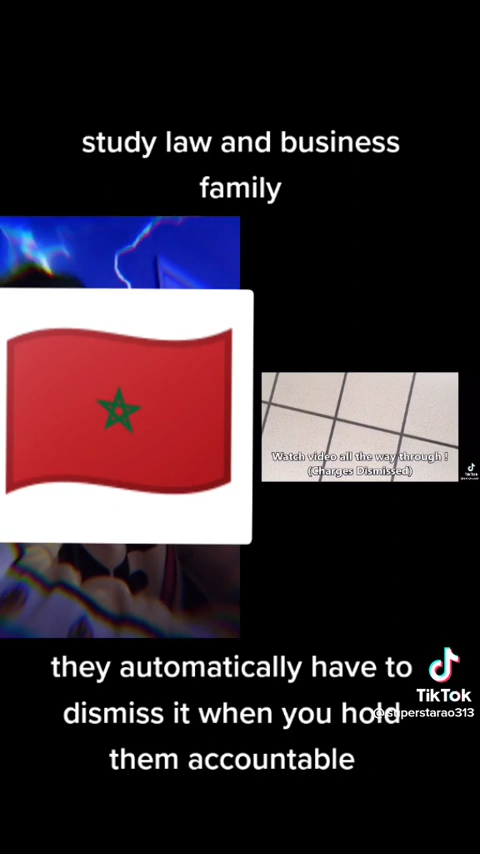 study law and business
family
Watch video all the way through !
(Charges Dismissed)
they automatically have to
dismiss it when you hold
them accountable
TikTok
@superstarao313